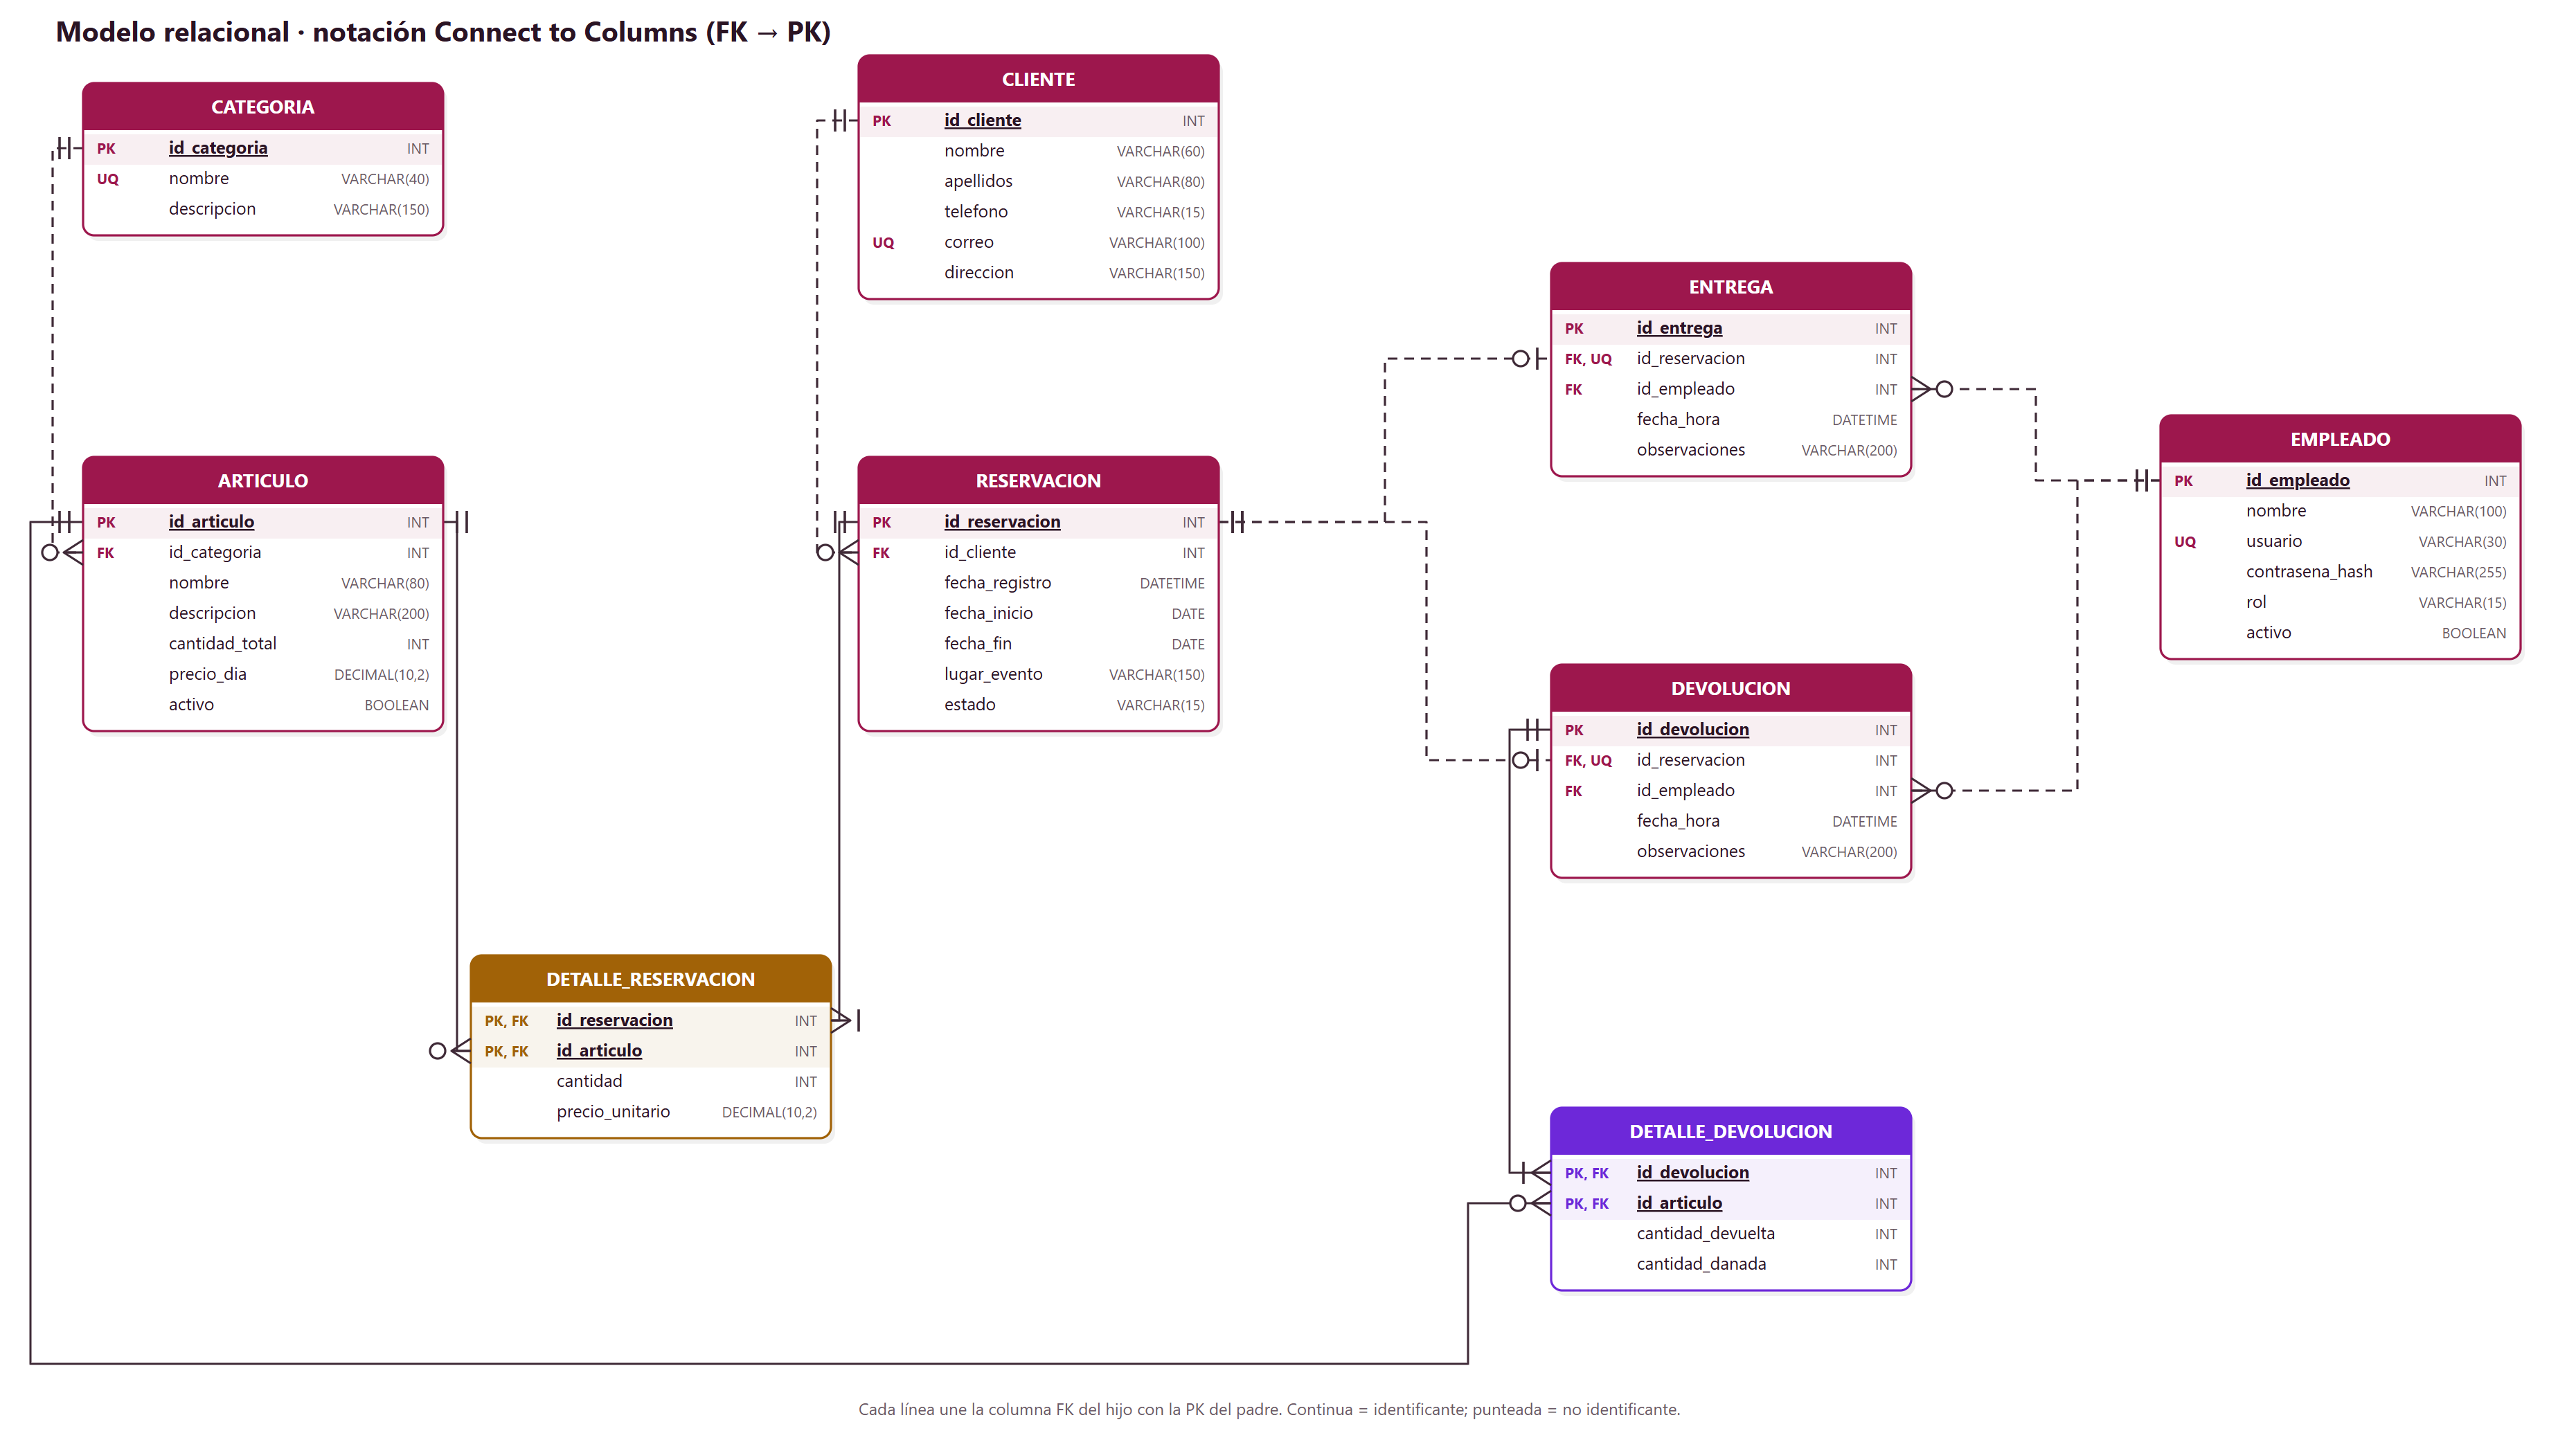 Modelo relacional · notación Connect to Columns (FK → PK)
CATEGORIA
PK id_categoria INT
UQ nombre VARCHAR(40)
descripcion VARCHAR(150)
CLIENTE
PK id_cliente INT
nombre VARCHAR(60)
apellidos VARCHAR(80)
telefono VARCHAR(15)
UQ correo VARCHAR(100)
direccion VARCHAR(150)
ENTREGA
PK id_entrega INT
FK, UQ id_reservacion INT
FK id_empleado INT
fecha_hora DATETIME
observaciones VARCHAR(200)
EMPLEADO
PK id_empleado INT
nombre VARCHAR(100)
UQ usuario VARCHAR(30)
contrasena_hash VARCHAR(255)
rol VARCHAR(15)
activo BOOLEAN
ARTICULO
PK id_articulo INT
FK id_categoria INT
nombre VARCHAR(80)
descripcion VARCHAR(200)
cantidad_total INT
precio_dia DECIMAL(10,2)
activo BOOLEAN
RESERVACION
PK id_reservacion INT
FK id_cliente INT
fecha_registro DATETIME
fecha_inicio DATE
fecha_fin DATE
lugar_evento VARCHAR(150)
estado VARCHAR(15)
DEVOLUCION
PK id_devolucion INT
FK, UQ id_reservacion INT
FK id_empleado INT
fecha_hora DATETIME
observaciones VARCHAR(200)
DETALLE_RESERVACION
PK, FK id_reservacion INT
PK, FK id_articulo INT
cantidad INT
precio_unitario DECIMAL(10,2)
DETALLE_DEVOLUCION
PK, FK id_devolucion INT
PK, FK id_articulo INT
cantidad_devuelta INT
cantidad_danada INT
Cada línea une la columna FK del hijo con la PK del padre. Continua = identificante; punteada = no identificante.